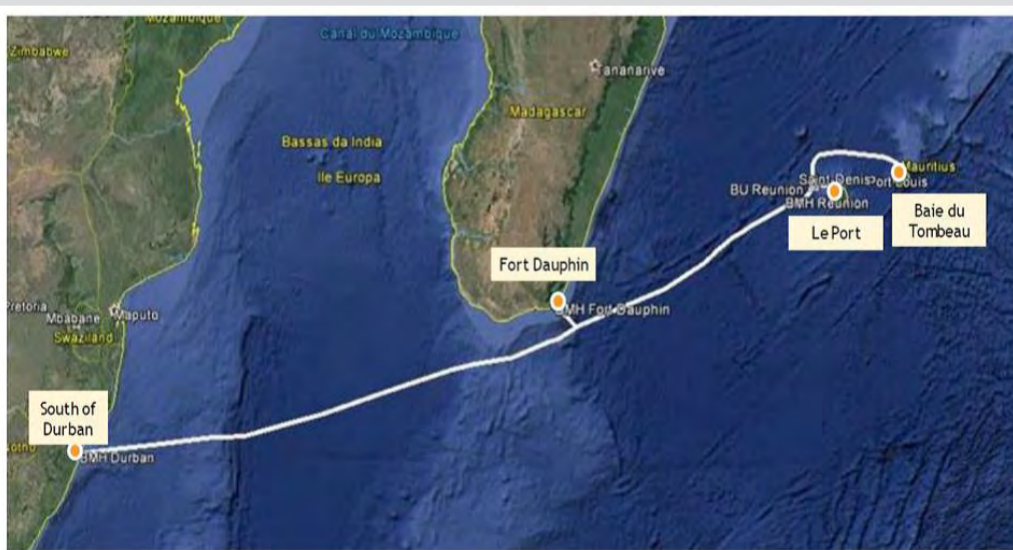 Mozambique
Canal du Mozambique
Zimbabwe
Tananarive
Madagascar
Bassas da India
Ile Europa
Mauritius
Saint-Denis
Port Louis
BU Reunion
BMH Reunion
Baie du
Tombeau
Le Port
Fort Dauphin
BMH Fort Dauphin
Pretoria
Mbabane
Maputo
Swaziland
South of
Durban
BMH Durban